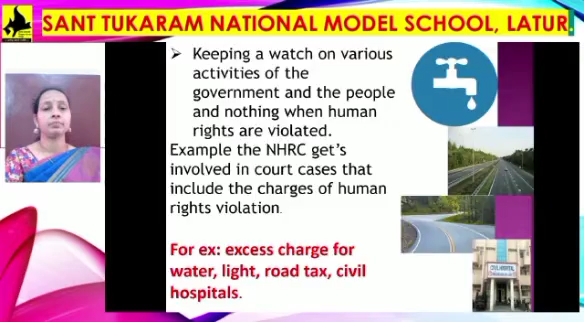 SANT TUKARAM NATIONAL MODEL SCHOOL, LATUR.
➢ Keeping a watch on various
activities of the
government and the people
and nothing when human
rights are violated.
Example the NHRC get's
involved in court cases that
include the charges of human
rights violation.
For ex: excess charge for
water, light, road tax, civil
hospitals.
CIVIL HOSPITAL